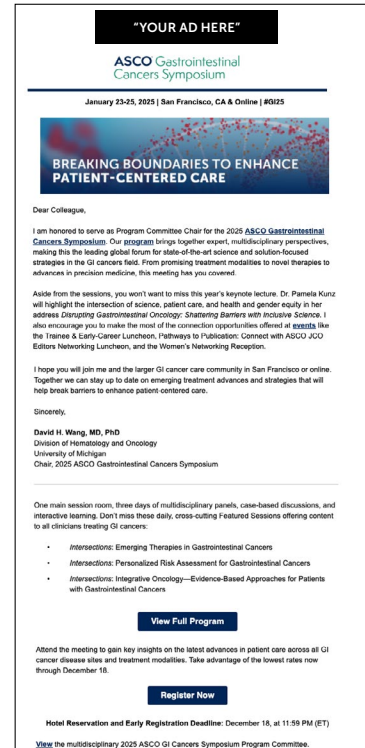 “YOUR AD HERE”
ASCO Gastrointestinal
Cancers Symposium
January 23-25, 2025 | San Francisco, CA & Online | #GI25
BREAKING BOUNDARIES TO ENHANCE
PATIENT-CENTERED CARE
Dear Colleague,
I am honored to serve as Program Committee Chair for the 2025 ASCO Gastrointestinal
Cancers Symposium. Our program brings together expert, multidisciplinary perspectives,
making this the leading global forum for state-of-the-art science and solution-focused
strategies in the GI cancers field. From promising treatment modalities to novel therapies to
advances in precision medicine, this meeting has you covered.
Aside from the sessions, you won't want to miss this year's keynote lecture. Dr. Pamela Kunz
will highlight the intersection of science, patient care, and health and gender equity in her
address Disrupting Gastrointestinal Oncology: Shattering Barriers with Inclusive Science. I
also encourage you to make the most of the connection opportunities offered at events like
the Trainee & Early-Career Luncheon, Pathways to Publication: Connect with ASCO JCO
Editors Networking Luncheon, and the Women's Networking Reception.
I hope you will join me and the larger GI cancer care community in San Francisco or online.
Together we can stay up to date on emerging treatment advances and strategies that will
help break barriers to enhance patient-centered care.
Sincerely,
David H. Wang, MD, PhD
Division of Hematology and Oncology
University of Michigan
Chair, 2025 ASCO Gastrointestinal Cancers Symposium
One main session room, three days of multidisciplinary panels, case-based discussions, and
interactive learning. Don't miss these daily, cross-cutting Featured Sessions offering content
to all clinicians treating GI cancers:
• Intersections: Emerging Therapies in Gastrointestinal Cancers
• Intersections: Personalized Risk Assessment for Gastrointestinal Cancers
• Intersections: Integrative Oncology—Evidence-Based Approaches for Patients
with Gastrointestinal Cancers
View Full Program
Attend the meeting to gain key insights on the latest advances in patient care across all GI
cancer disease sites and treatment modalities. Take advantage of the lowest rates now
through December 18.
Register Now
Hotel Reservation and Early Registration Deadline: December 18, at 11:59 PM (ET)
View the multidisciplinary 2025 ASCO GI Cancers Symposium Program Committee.